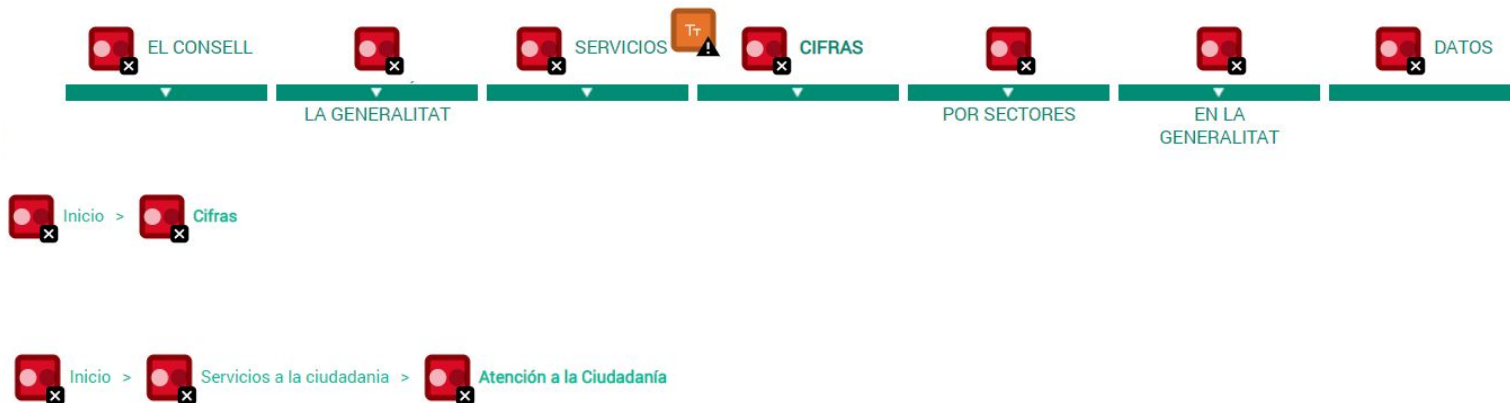 EL CONSELL
SERVICIOS
Tт
CIFRAS
DATOS
LA GENERALITAT
POR SECTORES
EN LA
GENERALITAT
Inicio >
Cifras
Inicio > Servicios a la ciudadania > Atención a la Ciudadanía